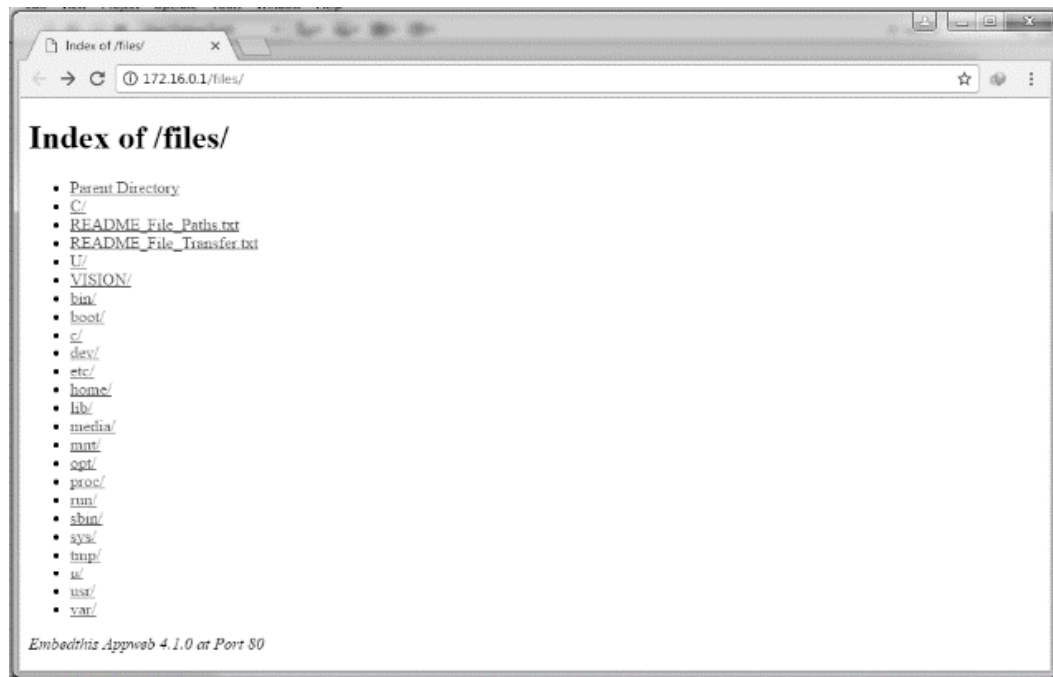 Index of /files/
172.16.0.1/files/
Index of /files/
Parent Directory
C/
README_File_Paths.txt
README_File_Transfer.txt
U/
VISION/
bin/
boot/
c/
dev/
etc/
home/
lib/
media/
mnt/
opt/
proc/
run/
sbin/
sys/
tmp/
u/
usr/
var/
Embedthis Appweb 4.1.0 at Port 80